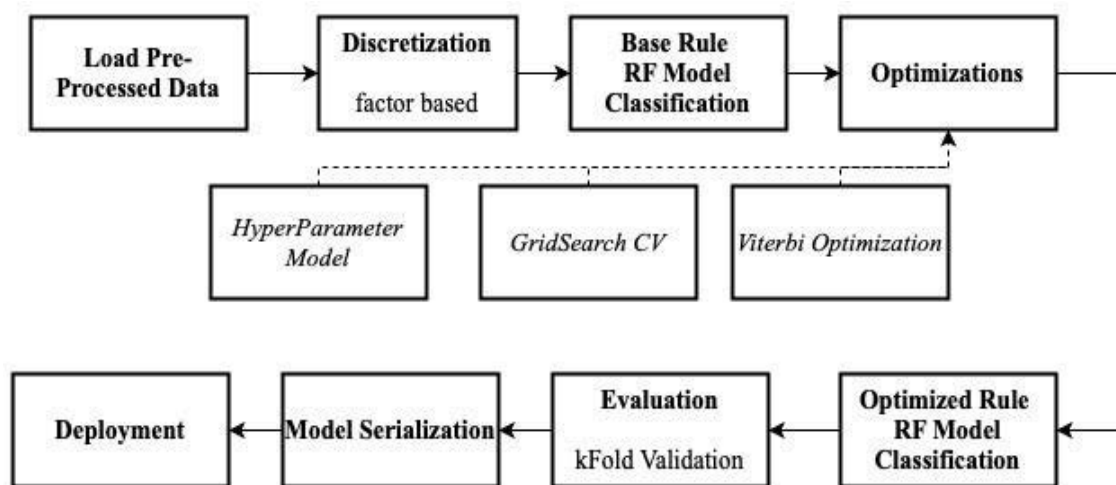 Load Pre-
Processed Data
Discretization
factor based
Base Rule
RF Model
Classification
Optimizations
HyperParameter
Model
GridSearch CV
Viterbi Optimization
Deployment
Model Serialization
Evaluation
kFold Validation
Optimized Rule
RF Model
Classification